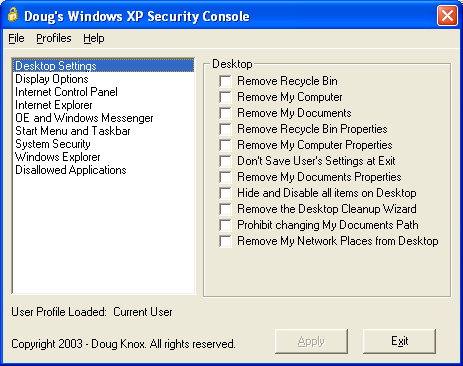 Doug's Windows XP Security Console
File Profiles Help
Desktop Settings
Display Options
Internet Control Panel
Internet Explorer
OE and Windows Messenger
Start Menu and Taskbar
System Security
Windows Explorer
Disallowed Applications
Desktop
Remove Recycle Bin
Remove My Computer
Remove My Documents
Remove Recycle Bin Properties
Remove My Computer Properties
Don't Save User's Settings at Exit
Remove My Documents Properties
Hide and Disable all items on Desktop
Remove the Desktop Cleanup Wizard
Prohibit changing My Documents Path
Remove My Network Places from Desktop
User Profile Loaded: Current User
Copyright 2003 - Doug Knox. All rights reserved.
Apply
Exit